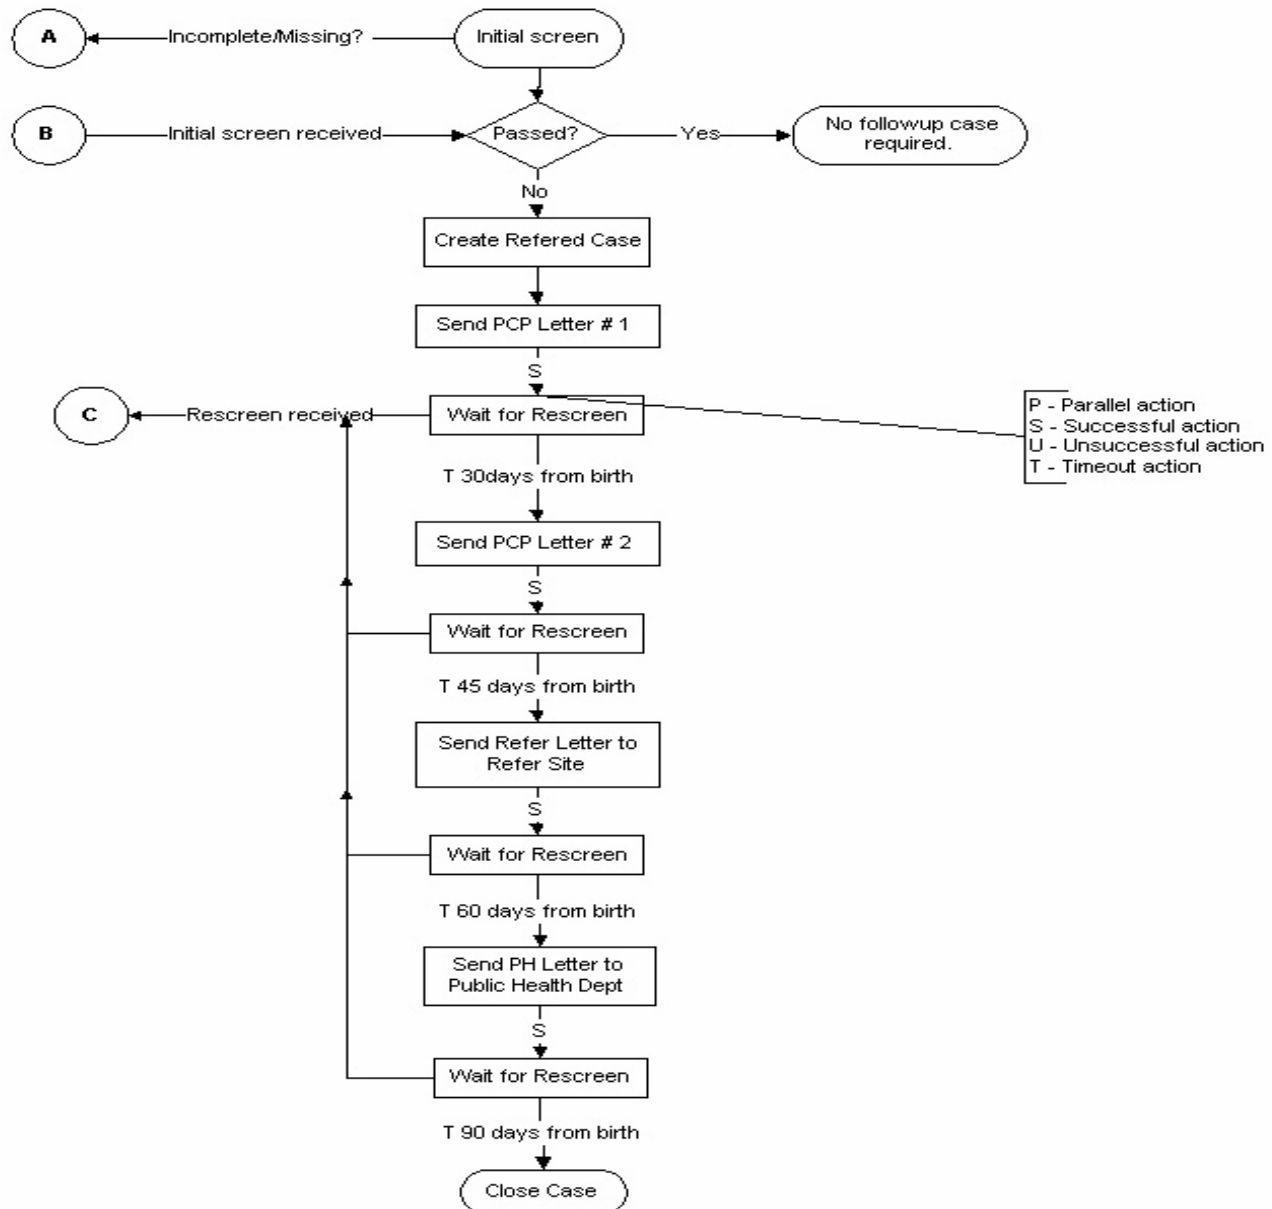 A
Incomplete/Missing?
Initial screen
B
Initial screen received
Passed?
Yes
No followup case
required.
No
Create Refered Case
Send PCP Letter # 1
S
C
Rescreen received
Wait for Rescreen
P - Parallel action
S - Successful action
U - Unsuccessful action
T - Timeout action
T 30days from birth
Send PCP Letter # 2
S
Wait for Rescreen
T 45 days from birth
Send Refer Letter to
Refer Site
S
Wait for Rescreen
T 60 days from birth
Send PH Letter to
Public Health Dept
S
Wait for Rescreen
T 90 days from birth
Close Case